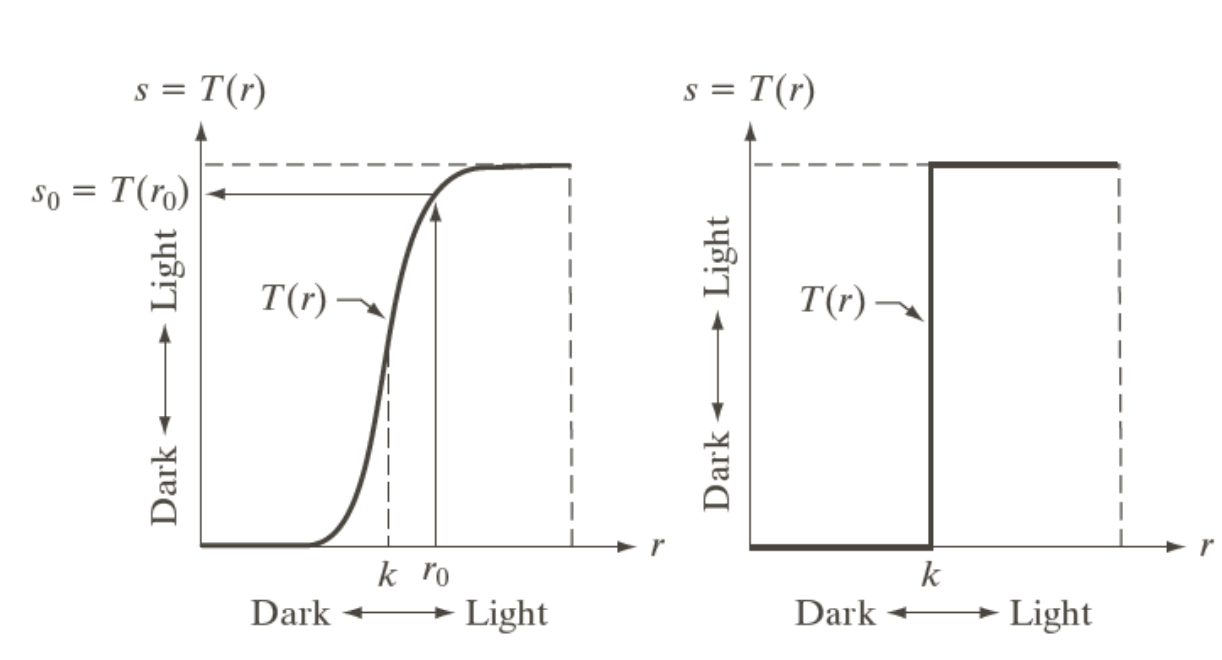 s = T(r)
s₀ = T(r₀)
Dark Light
T(r)
k r₀
r
Dark Light
s = T(r)
Dark Light
T(r)
k
r
Dark Light